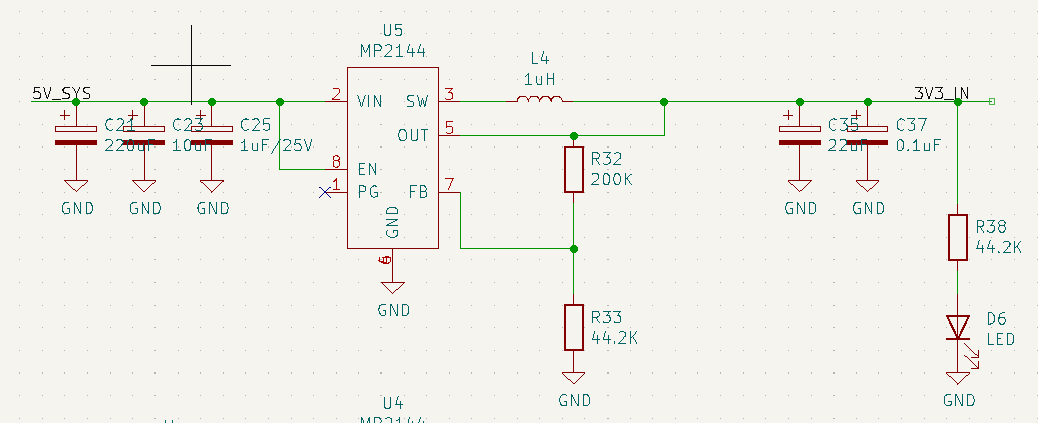 U5
MP2144
L4
1uH
5V_SYS
2
VIN
SW
3
3V3_IN
C21
220uF
C23
10uF
C25
1uF/25V
OUT
5
C35
22uF
C37
0.1uF
8
EN
1
PG
FB
7
R32
200K
GND
GND
GND
GND
GND
GND
R38
44.2K
GND
R33
44.2K
D6
LED
GND
GND
U4
MP2144